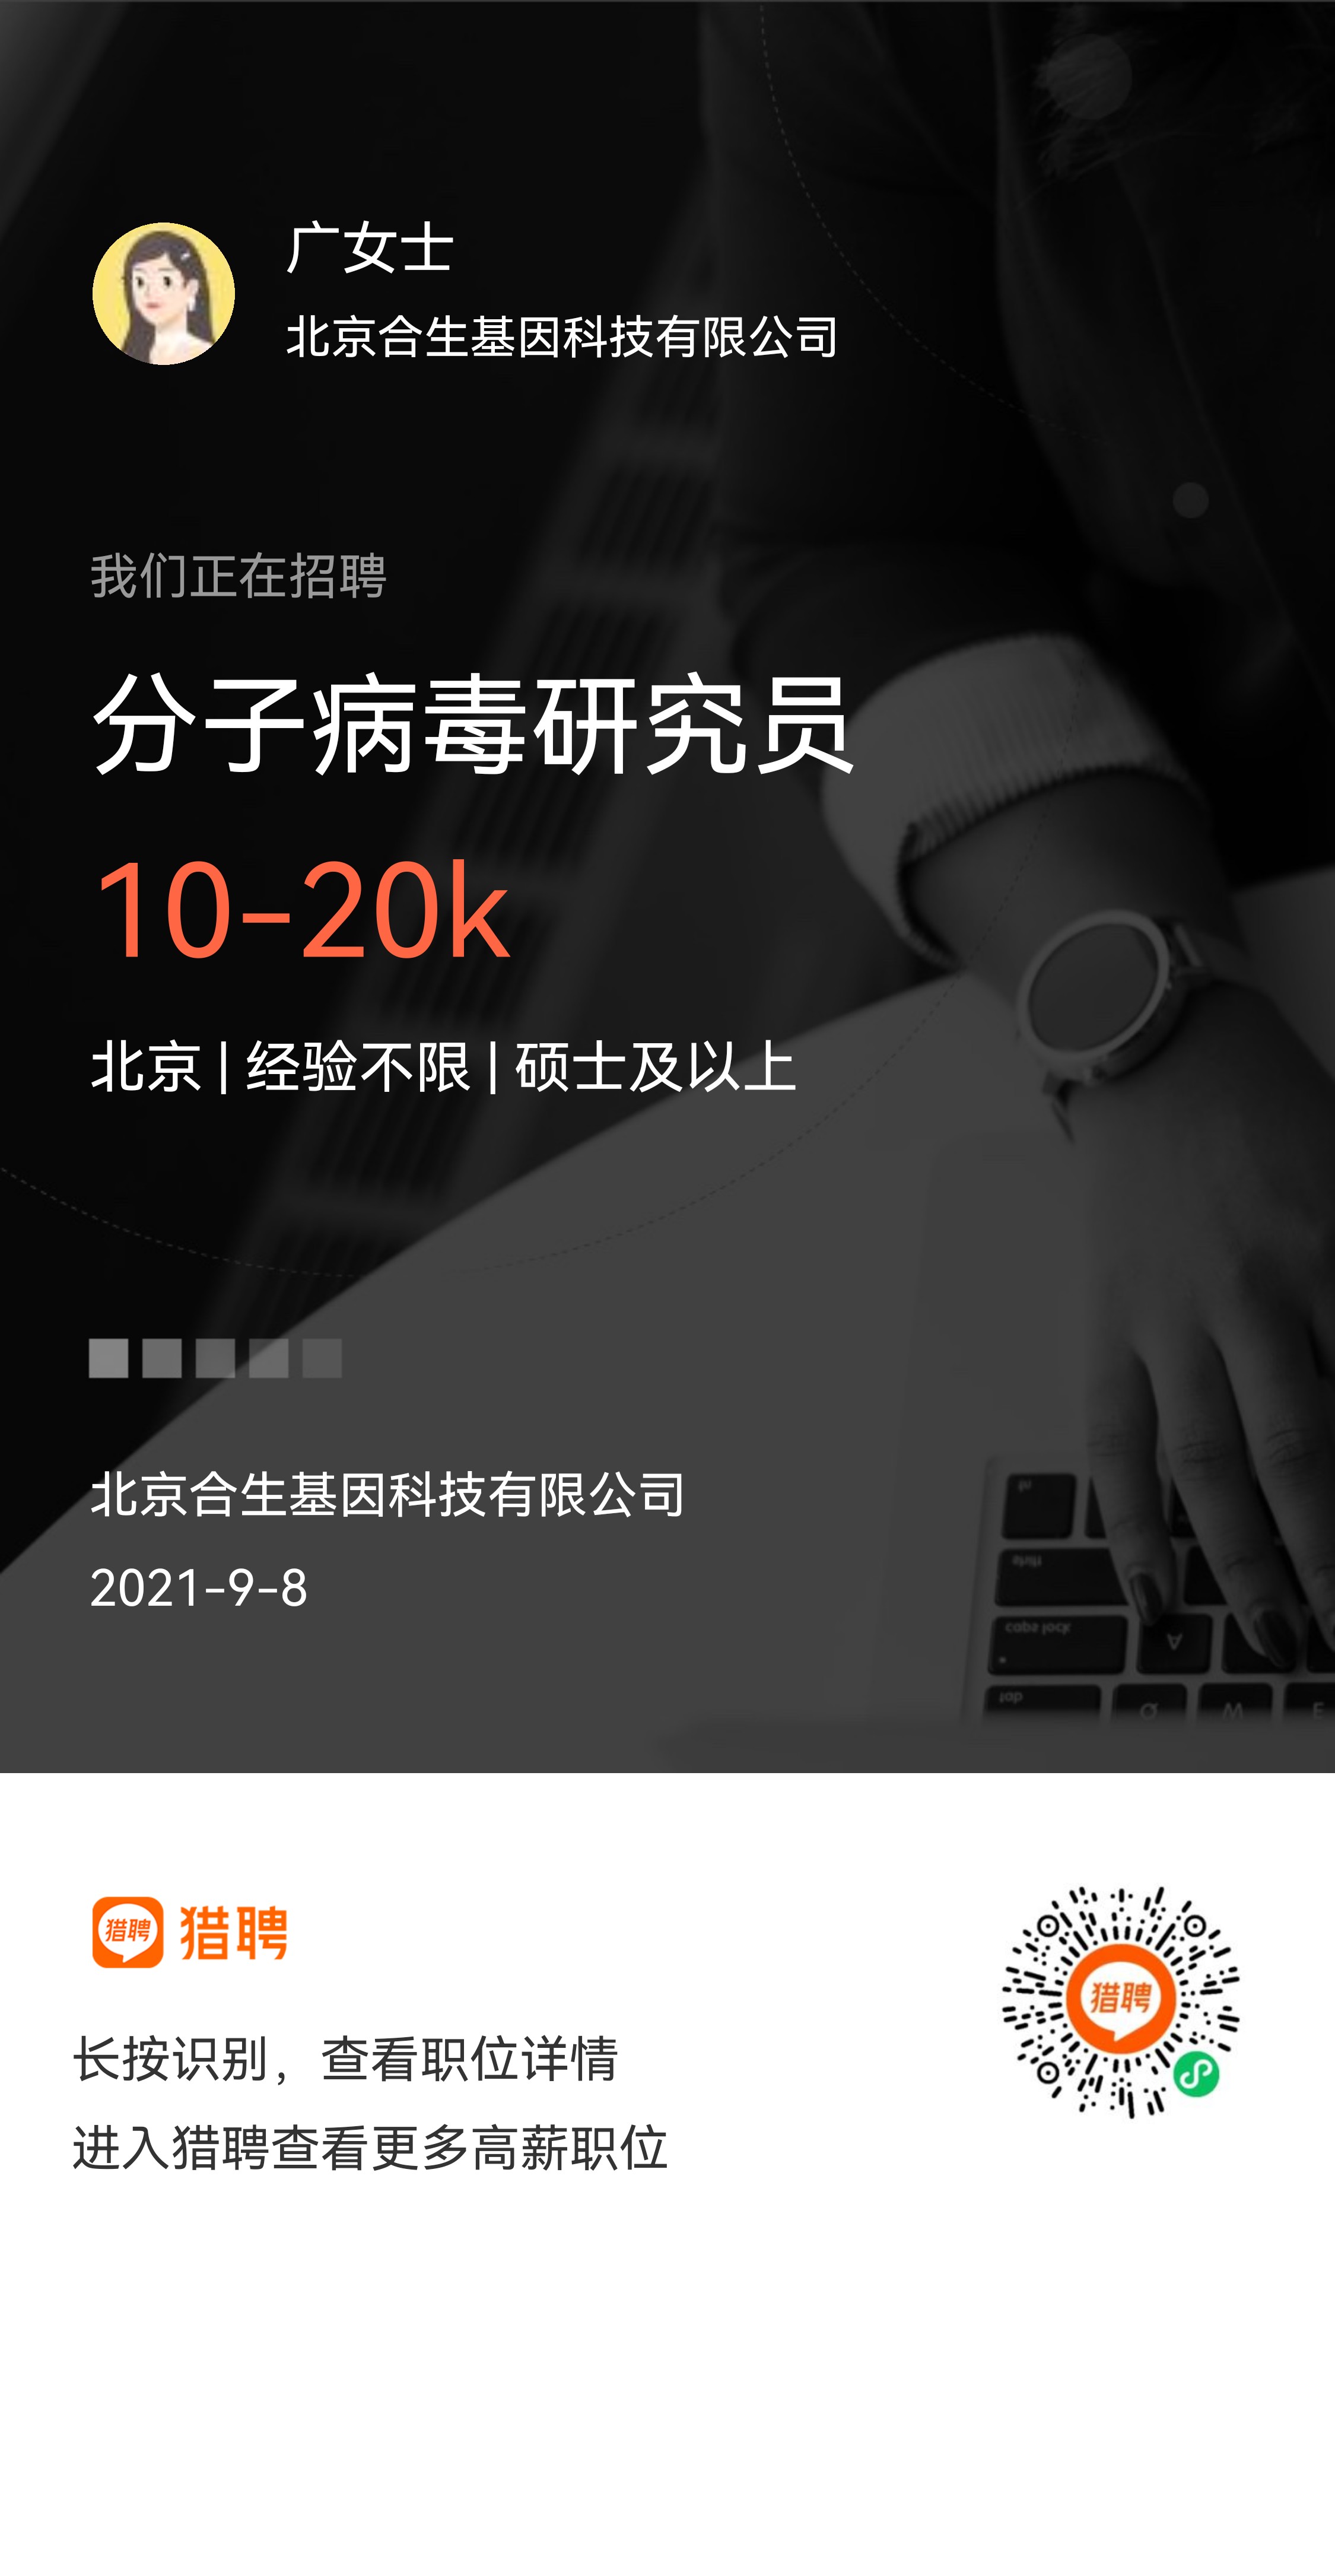 广女士
北京合生基因科技有限公司
我们正在招聘
分子病毒研究员
10-20k
北京 | 经验不限 | 硕士及以上
北京合生基因科技有限公司
2021-9-8
shift
caps lock
A
tab
Q W E
猎聘 猎聘
猎聘
长按识别，查看职位详情
进入猎聘查看更多高薪职位